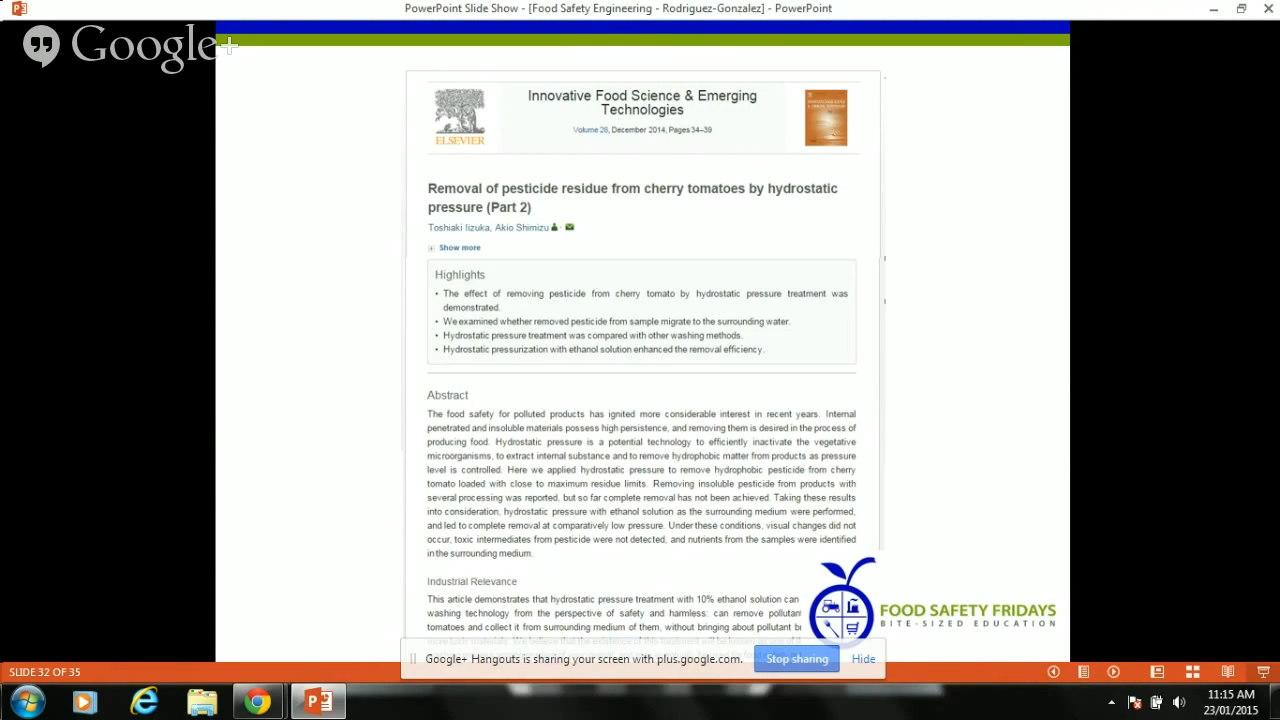 PowerPoint Slide Show - [Food Safety Engineering - Rodriguez-Gonzalez] - PowerPoint
Google+
ELSEVIER
Innovative Food Science & Emerging
Technologies
Volume 26, December 2014, Pages 34–39
Removal of pesticide residue from cherry tomatoes by hydrostatic
pressure (Part 2)
Toshiaki Iizuka, Akio Shimizu
Show more
Highlights
• The effect of removing pesticide from cherry tomato by hydrostatic pressure treatment was
demonstrated.
• We examined whether removed pesticide from sample migrate to the surrounding water.
• Hydrostatic pressure treatment was compared with other washing methods.
• Hydrostatic pressurization with ethanol solution enhanced the removal efficiency.
Abstract
The food safety for polluted products has ignited more considerable interest in recent years. Internal
penetrated and insoluble materials possess high persistence, and removing them is desired in the process of
producing food. Hydrostatic pressure is a potential technology to efficiently inactivate the vegetative
microorganisms, to extract internal substance and to remove hydrophobic matter from products as pressure
level is controlled. Here we applied hydrostatic pressure to remove hydrophobic pesticide from cherry
tomato loaded with close to maximum residue limits. Removing insoluble pesticide from products with
several processing was reported, but so far complete removal has not been achieved. Taking these results
into consideration, hydrostatic pressure with ethanol solution as the surrounding medium were performed,
and led to complete removal at comparatively low pressure. Under these conditions, visual changes did not
occur, toxic intermediates from pesticide were not detected, and nutrients from the samples were identified
in the surrounding medium.
Industrial Relevance
This article demonstrates that hydrostatic pressure treatment with 10% ethanol solution can
washing technology from the perspective of safety and harmless: can remove pollutan
tomatoes and collect it from surrounding medium of them, without bringing about pollutant b
FOOD SAFETY FRIDAYS
BITE-SIZED EDUCATION
Google+ Hangouts is sharing your screen with plus.google.com.
Stop sharing
Hide
SLIDE 32 OF 35
11:15 AM
23/01/2015